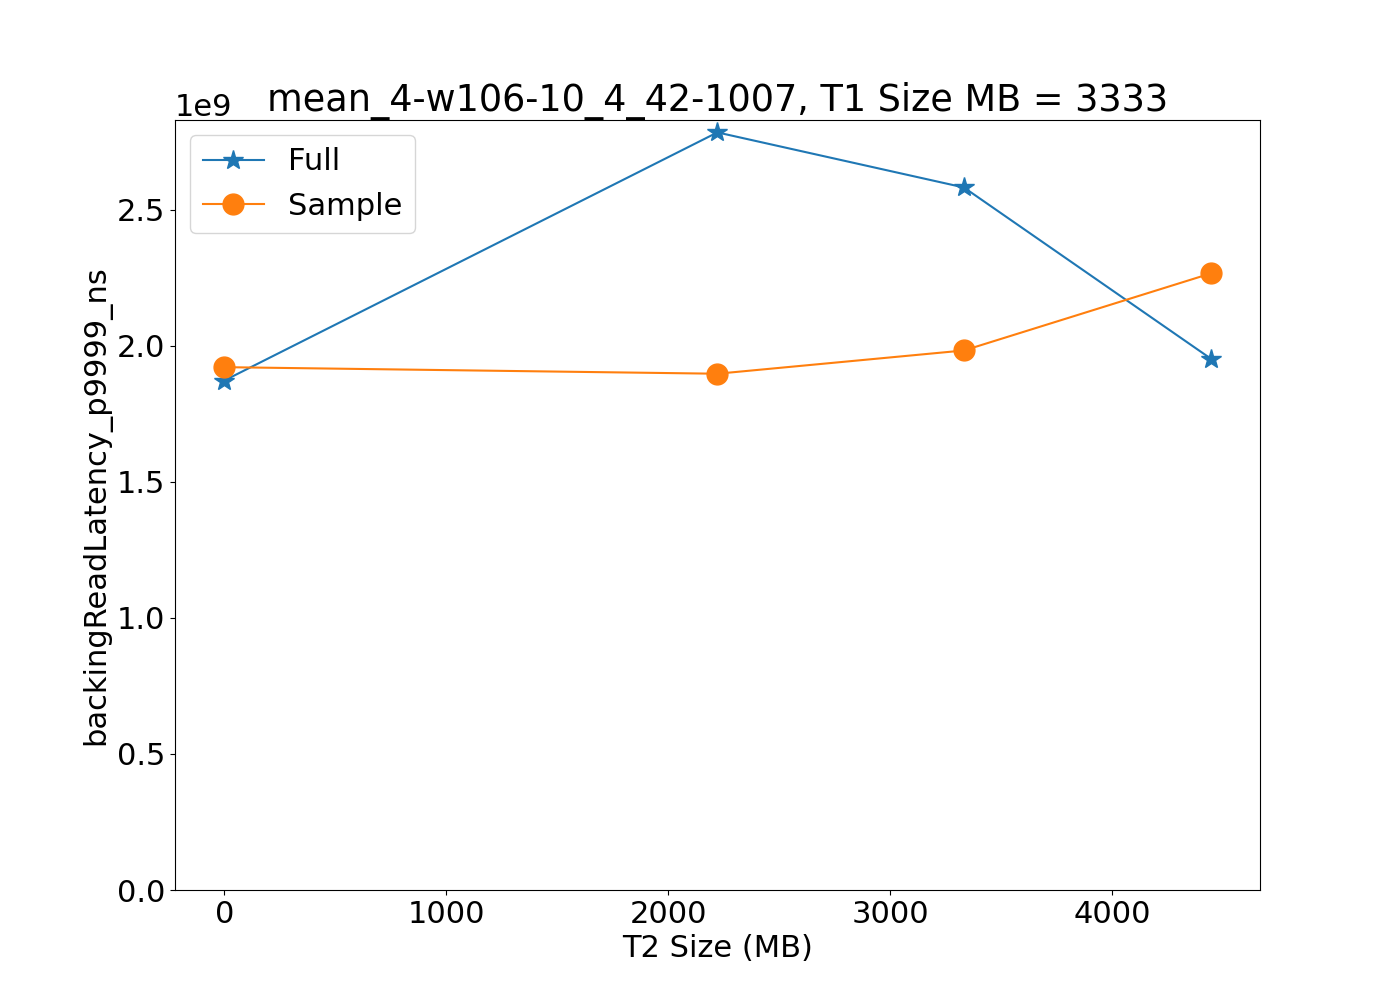 1e9
mean_4-w106-10_4_42-1007, T1 Size MB = 3333
Full
Sample
backingReadLatency_p9999_ns
2.5
2.0
1.5
1.0
0.5
0.0
0 1000 2000 3000 4000
T2 Size (MB)